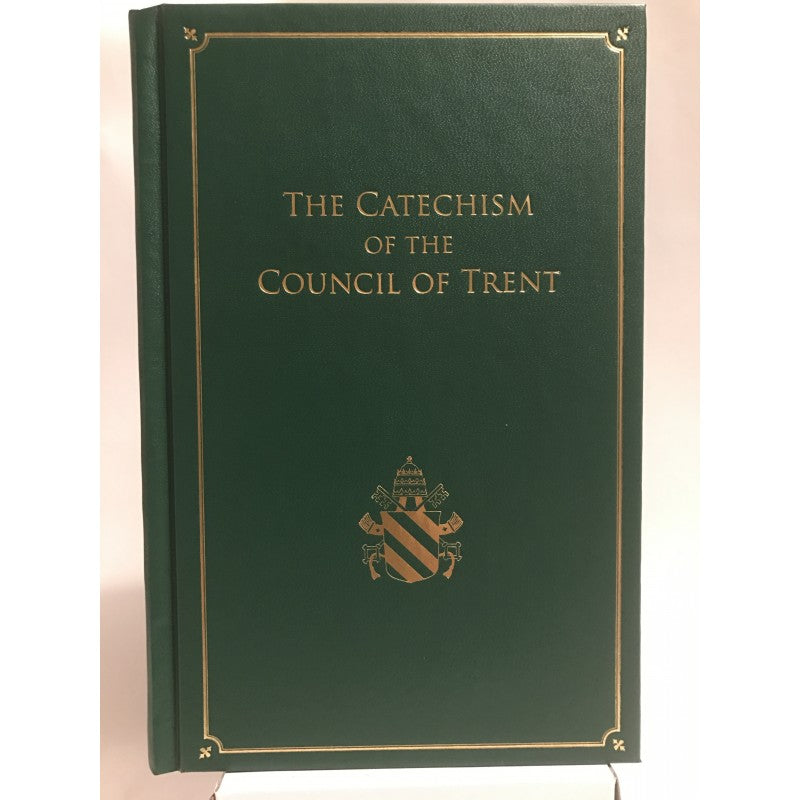 The Catechism
of the
Council of Trent